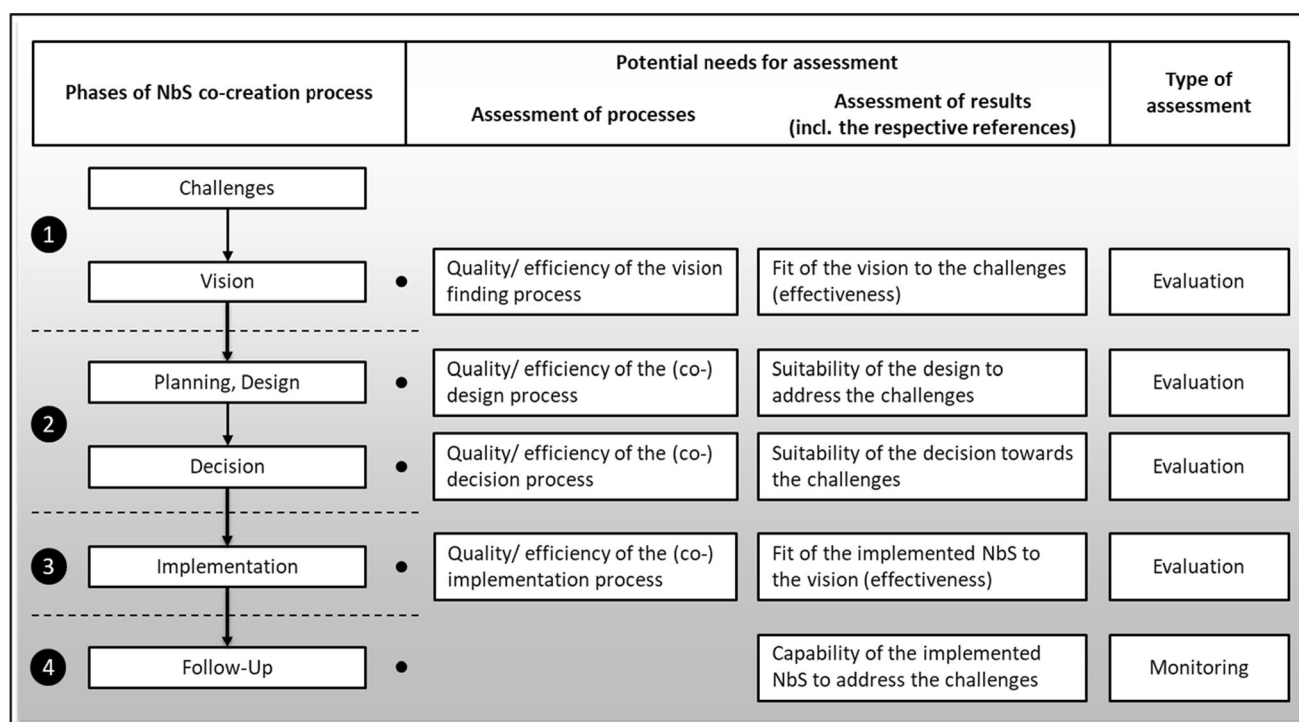 Phases of NbS co-creation process
Potential needs for assessment
Assessment of processes
Assessment of results
(incl. the respective references)
Type of
assessment
1
Challenges
Vision
Quality/ efficiency of the vision
finding process
Fit of the vision to the challenges
(effectiveness)
Evaluation
2
Planning, Design
Quality/ efficiency of the (co-)
design process
Suitability of the design to
address the challenges
Evaluation
Decision
Quality/ efficiency of the (co-)
decision process
Suitability of the decision towards
the challenges
Evaluation
3
Implementation
Quality/ efficiency of the (co-)
implementation process
Fit of the implemented NbS to
the vision (effectiveness)
Evaluation
4
Follow-Up
Capability of the implemented
NbS to address the challenges
Monitoring